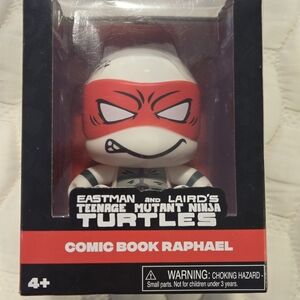 EASTMAN AND LAIRD'S
TEENAGE MUTANT NINJA
TURTLES
COMIC BOOK RAPHAEL
4+
WARNING: CHOKING HAZARD -
Small parts. Not for children under 3 years.